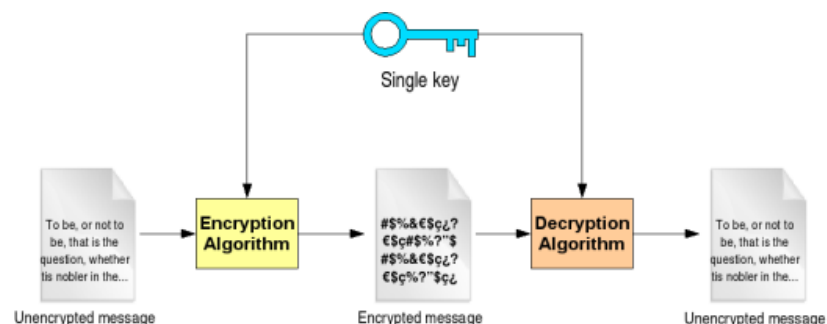 Single key
To be, or not to
be, that is the
question, whether
tis nobler in the...
Unencrypted message
Encryption
Algorithm
#$%&€$ç¿?
€$ç#$%?"$
#$%&€$ç¿?
€$ç%?"$ç¿
Encrypted message
Decryption
Algorithm
To be, or not to
be, that is the
question, whether
tis nobler in the...
Unencrypted message